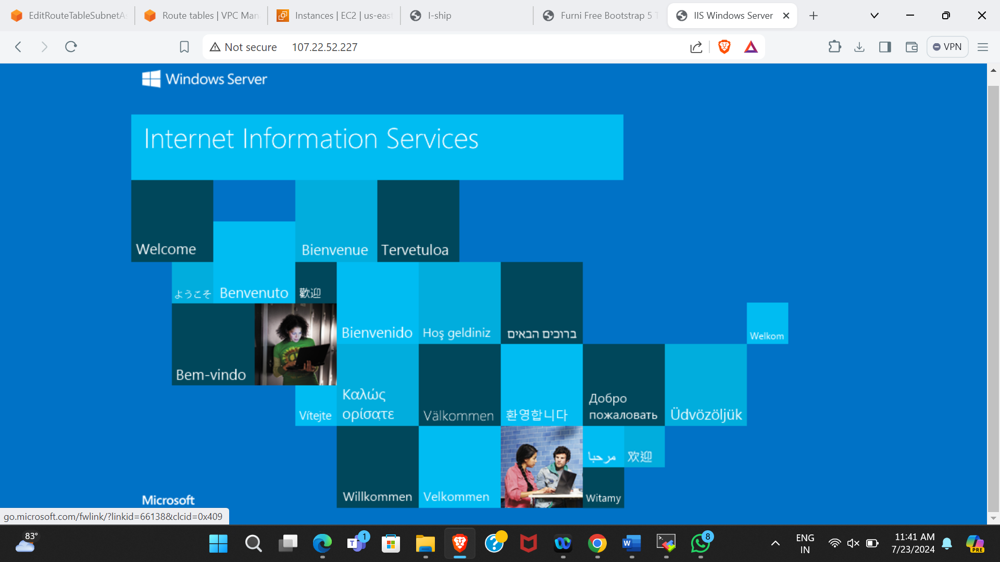 EditRouteTableSubnetAs
Route tables | VPC Man
Instances | EC2 | us-east
I-ship
Furni Free Bootstrap 5 T
IIS Windows Server
Not secure
107.22.52.227
VPN
Windows Server
Internet Information Services
Welcome
Bienvenue
Tervetuloa
ようこそ
Benvenuto
歡迎
Bienvenido
Hoş geldiniz
ברוכים הבאים
Welkom
Bem-vindo
Vítejte
Καλώς
ορίσατε
Välkommen
환영합니다
Добро
пожаловать
Üdvözöljük
Willkommen
Velkommen
مرحبا
欢迎
Witamy
Microsoft
go.microsoft.com/fwlink/?linkid=66138&clcid=0x409
83°
1
8
ENG
IN
11:41 AM
7/23/2024
PRE